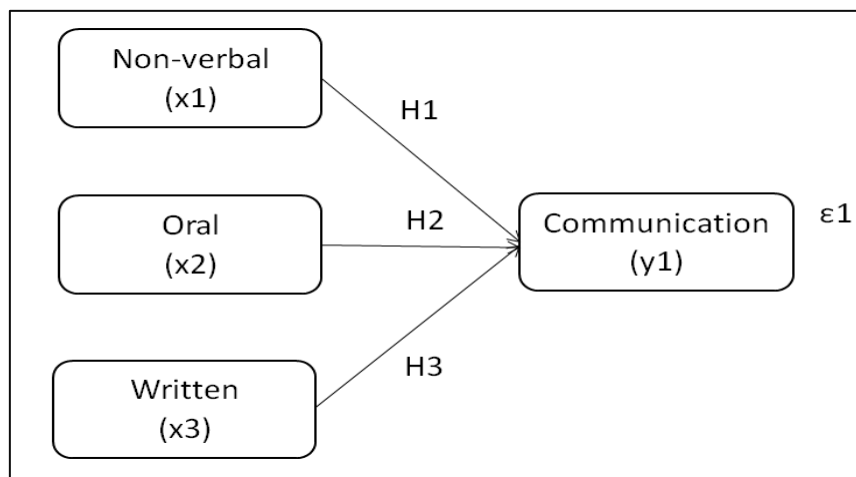 Non-verbal
(x1)
H1
Oral
(x2)
H2
Communication
(y1)
ε1
H3
Written
(x3)